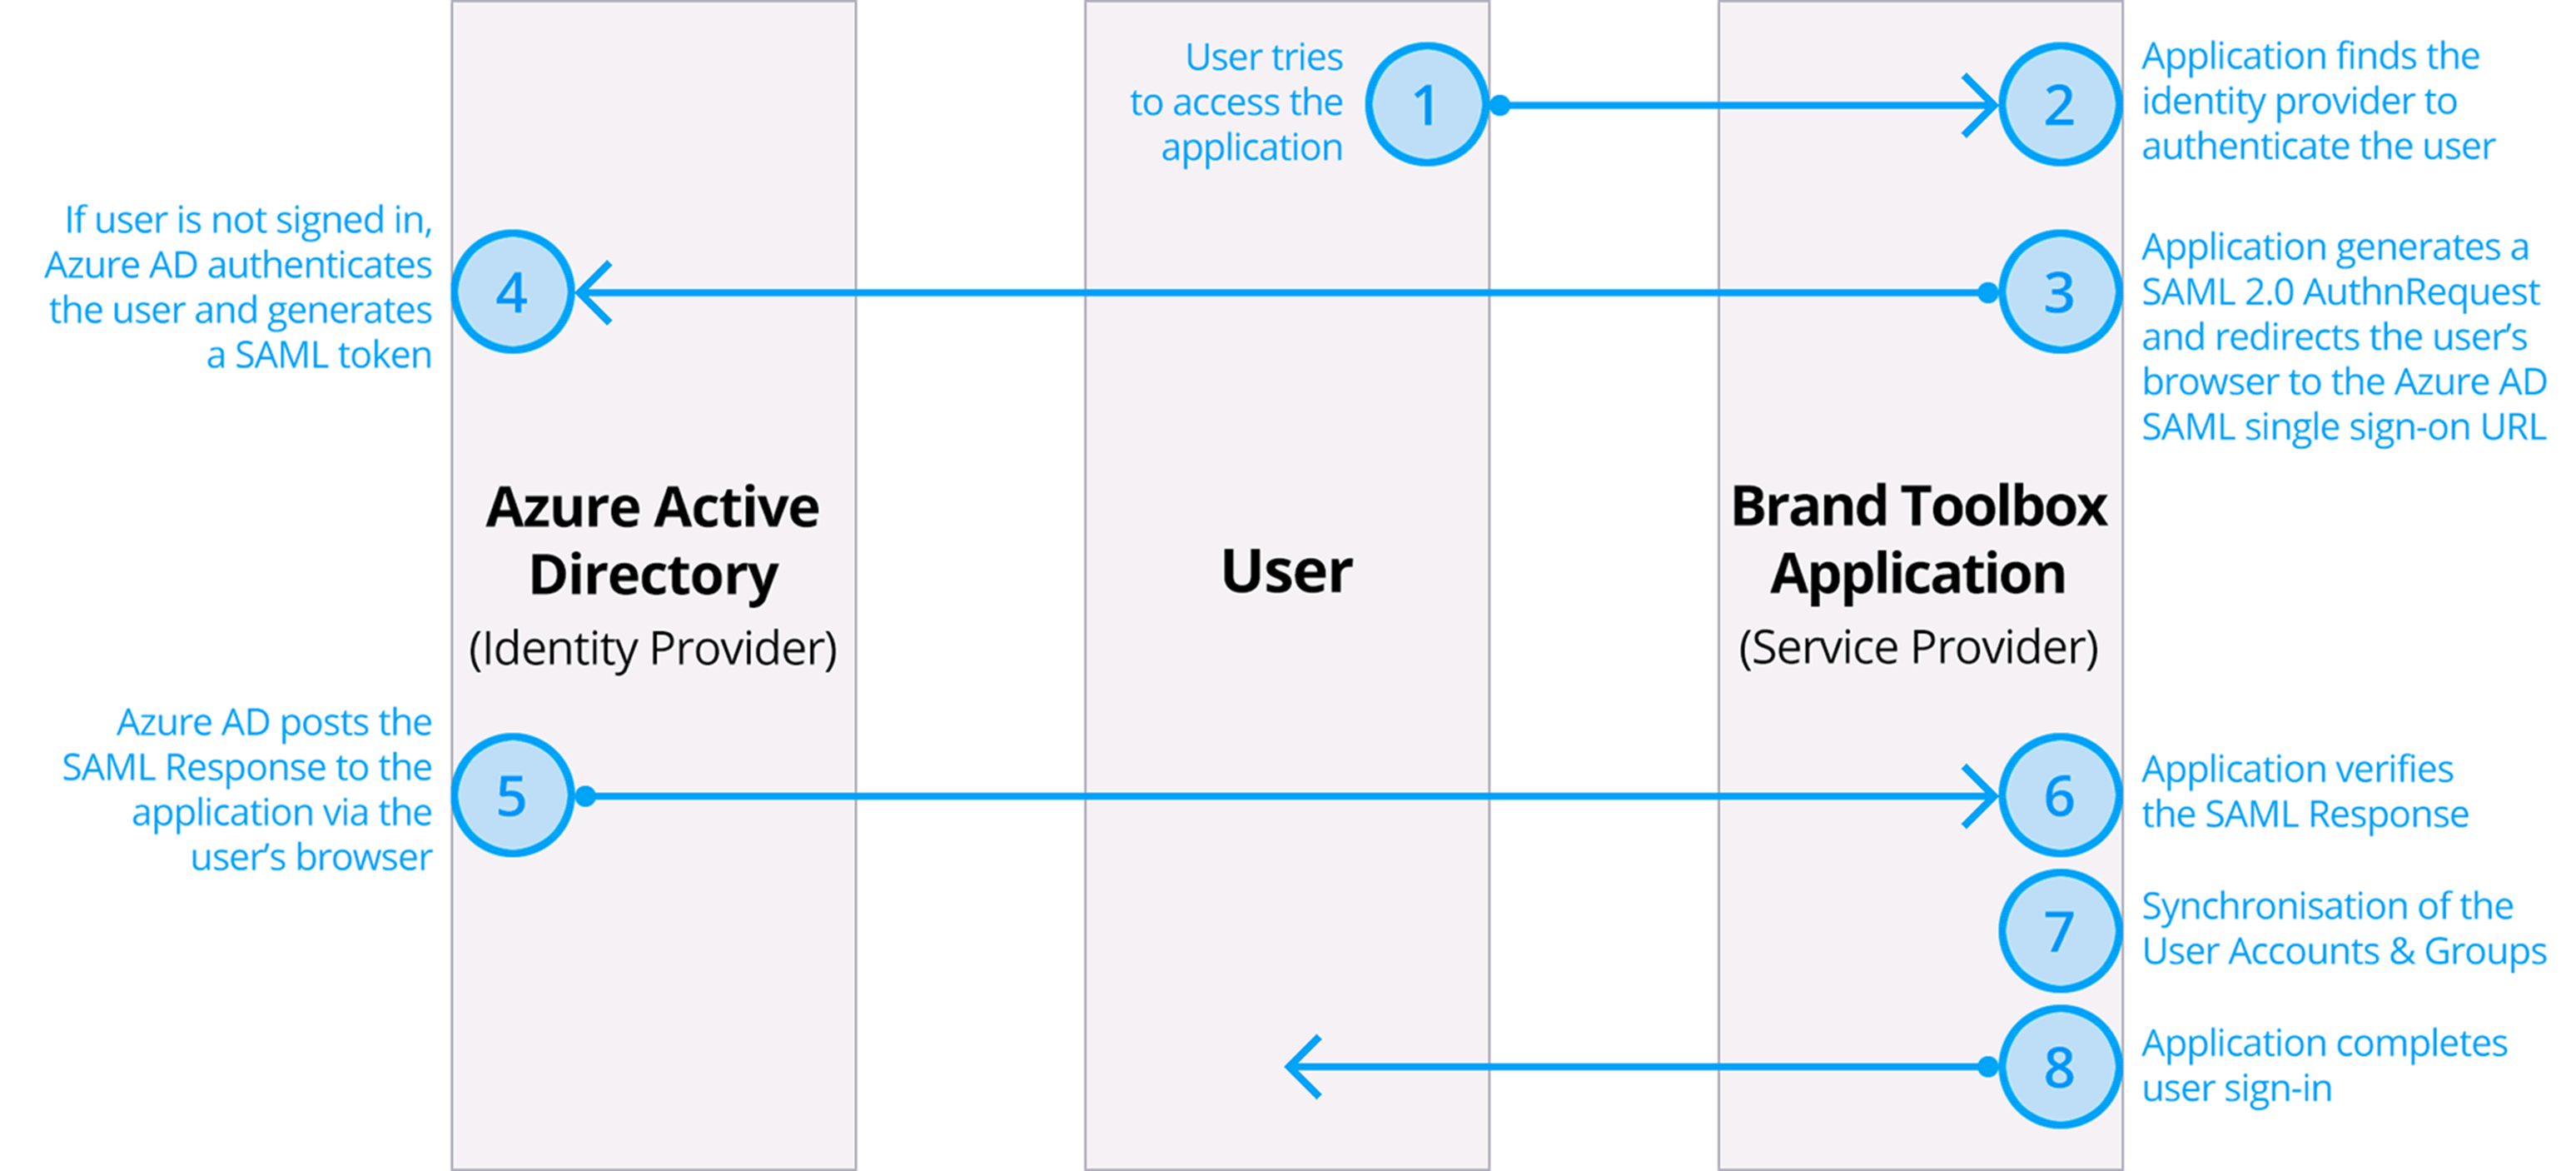 User tries
to access the
application
1
2
Application finds the
identity provider to
authenticate the user
If user is not signed in,
Azure AD authenticates
the user and generates
a SAML token
4
3
Application generates a
SAML 2.0 AuthnRequest
and redirects the user’s
browser to the Azure AD
SAML single sign-on URL
Azure Active
Directory
(Identity Provider)
User
Brand Toolbox
Application
(Service Provider)
Azure AD posts the
SAML Response to the
application via the
user’s browser
5
6
Application verifies
the SAML Response
7
Synchronisation of the
User Accounts & Groups
8
Application completes
user sign-in